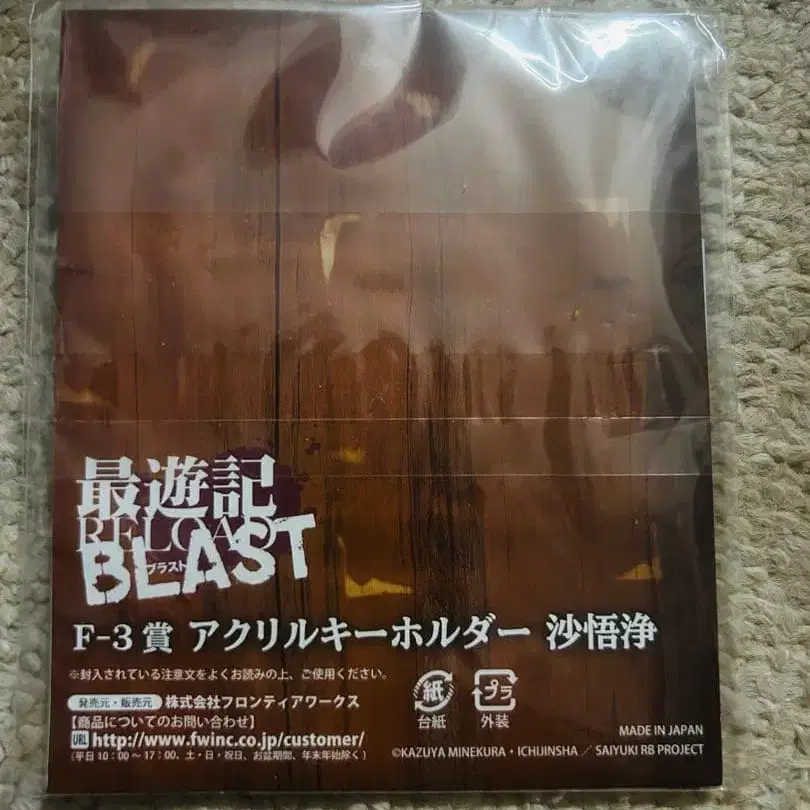 最遊記
RELOAD
BLAST
ブラスト
F-3 賞 アクリルキーホルダー 沙悟浄
※封入されている注意文をよくお読みの上、ご使用ください。
発売元・販売元 株式会社フロンティアワークス
【商品についてのお問い合わせ】
URL http://www.fwinc.co.jp/customer/
(平日 10:00〜17:00、土・日・祝日、お盆期間、年末年始除く)
紙
台紙
プラ
外装
MADE IN JAPAN
©KAZUYA MINEKURA・ICHIJINSHA / SAIYUKI RB PROJECT